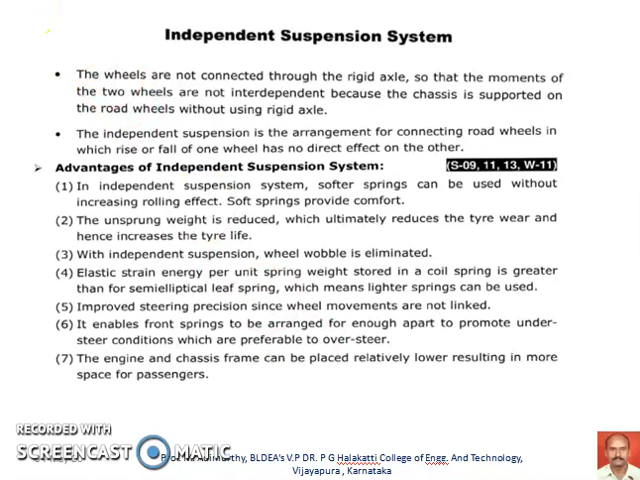 Independent Suspension System
• The wheels are not connected through the rigid axle, so that the moments of
the two wheels are not interdependent because the chassis is supported on
the road wheels without using rigid axle.
• The independent suspension is the arrangement for connecting road wheels in
which rise or fall of one wheel has no direct effect on the other.
➢ Advantages of Independent Suspension System: (S-09, 11, 13, W-11)
(1) In independent suspension system, softer springs can be used without
increasing rolling effect. Soft springs provide comfort.
(2) The unsprung weight is reduced, which ultimately reduces the tyre wear and
hence increases the tyre life.
(3) With independent suspension, wheel wobble is eliminated.
(4) Elastic strain energy per unit spring weight stored in a coil spring is greater
than for semielliptical leaf spring, which means lighter springs can be used.
(5) Improved steering precision since wheel movements are not linked.
(6) It enables front springs to be arranged for enough apart to promote under-
steer conditions which are preferable to over-steer.
(7) The engine and chassis frame can be placed relatively lower resulting in more
space for passengers.
RECORDED WITH
SCREENCAST MATIC
BLDEA's V.P DR. P G Halakatti College of Engg. And Technology,
Vijayapura , Karnataka